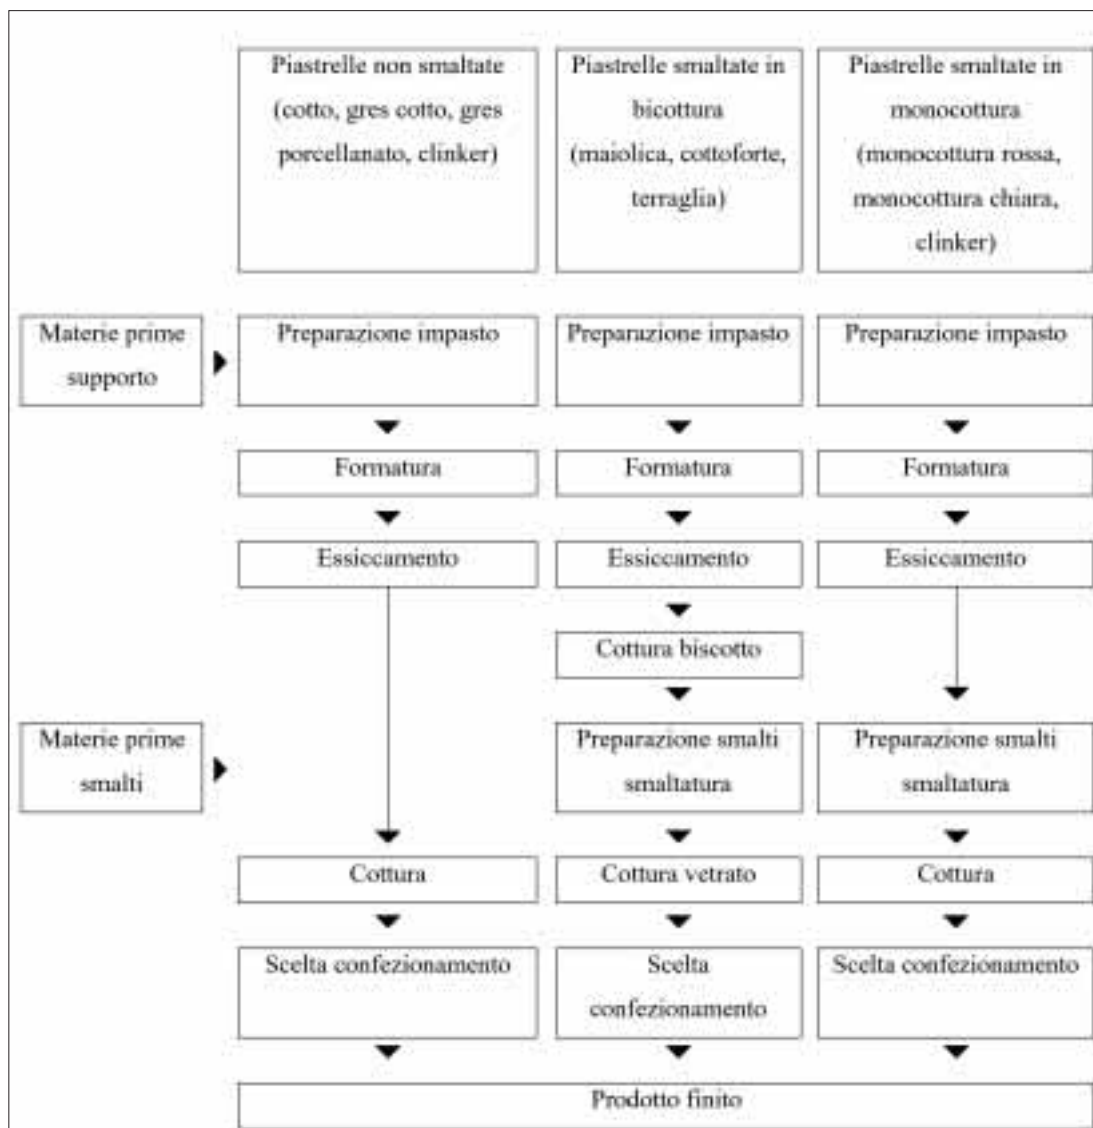 Piastrelle non smaltate
(cotto, gres cotto, gres
porcellanato, clinker)
Piastrelle smaltate in
bicottura
(maiolica, cottoforte,
terraglia)
Piastrelle smaltate in
monocottura
(monocottura rossa,
monocottura chiara,
clinker)
Materie prime
supporto
Preparazione impasto
Preparazione impasto
Preparazione impasto
Formatura
Formatura
Formatura
Essiccamento
Essiccamento
Essiccamento
Cottura biscotto
Materie prime
smalti
Preparazione smalti
smaltatura
Preparazione smalti
smaltatura
Cottura
Cottura vetrato
Cottura
Scelta confezionamento
Scelta
confezionamento
Scelta confezionamento
Prodotto finito